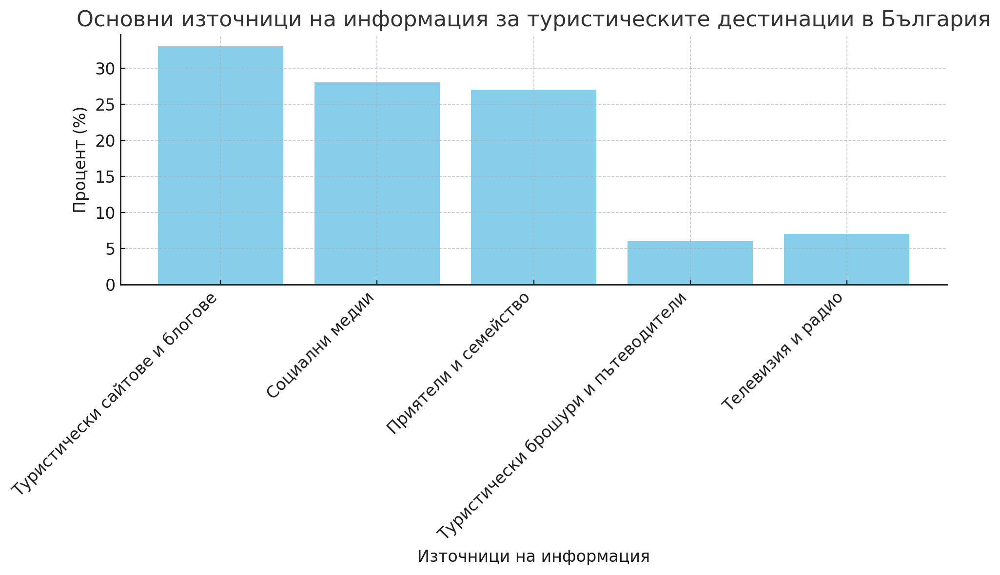 Основни източници на информация за туристическите дестинации в България
Процент (%)
30
25
20
15
10
5
0
Туристически сайтове и блогове
Социални медии
Приятели и семейство
Туристически брошури и пътеводители
Телевизия и радио
Източници на информация